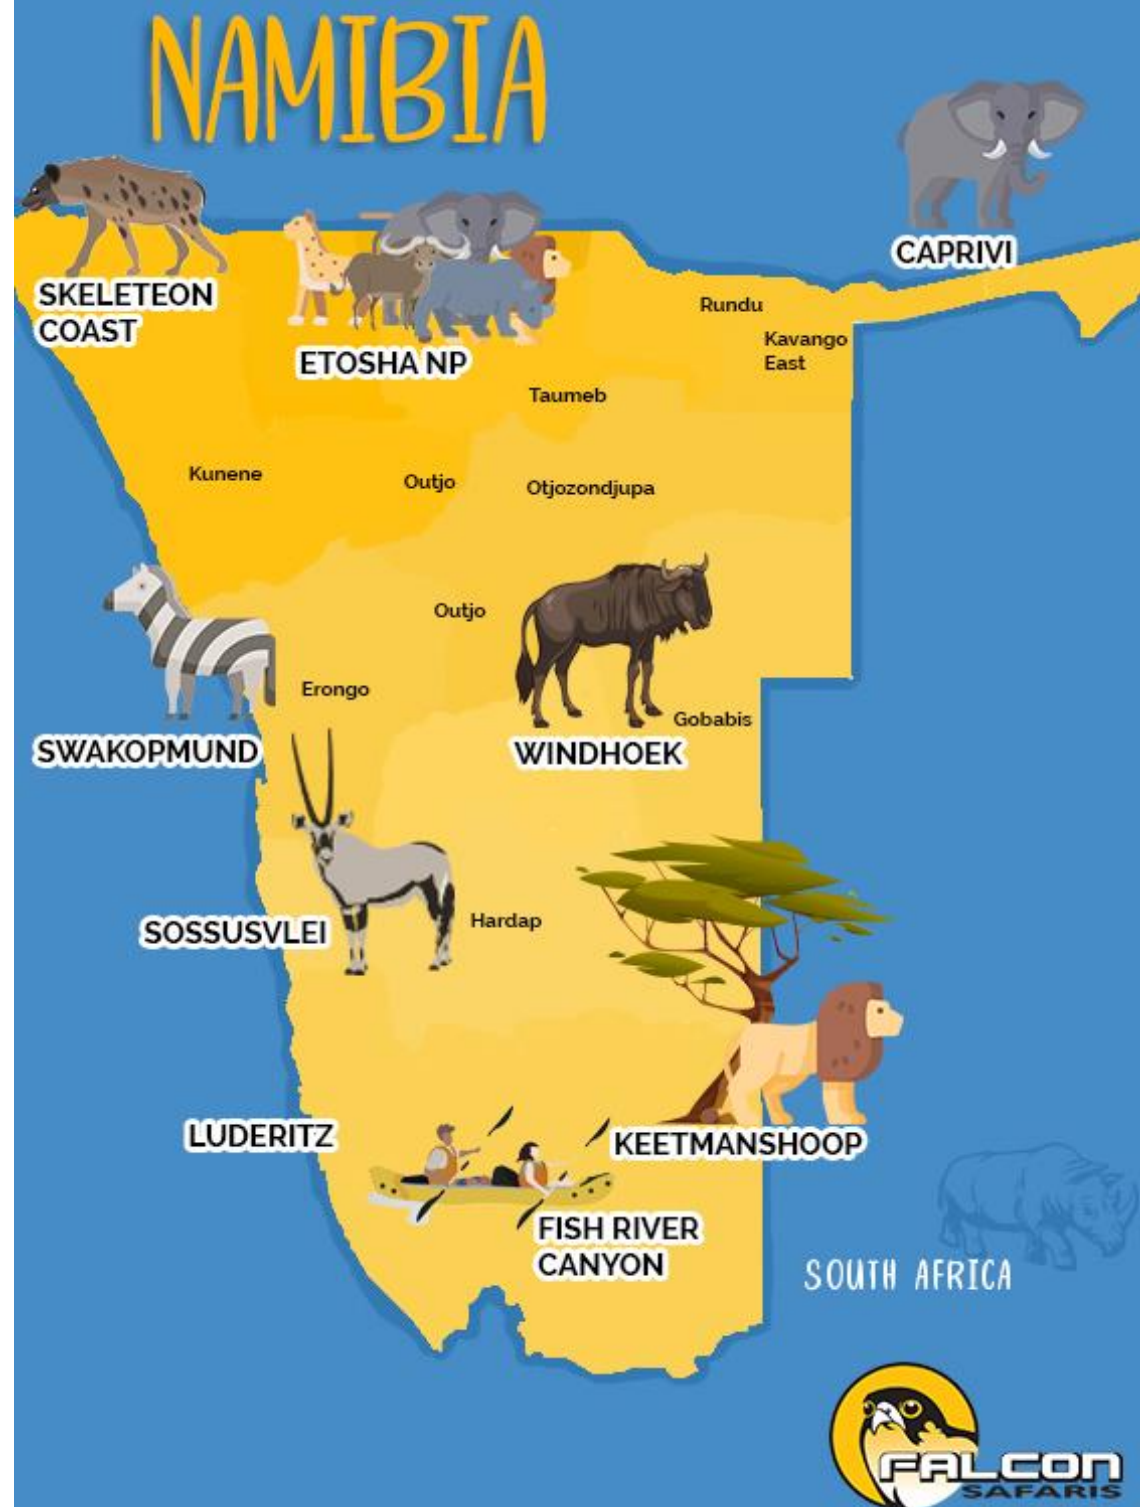 NAMIBIA
CAPRIVI
SKELETEON
COAST
Rundu
Kavango
East
ETOSHA NP
Taumeb
Kunene
Outjo
Otjozondjupa
Outjo
Erongo
Gobabis
SWAKOPMUND
WINDHOEK
Hardap
SOSSUSVLEI
LUDERITZ
KEETMANSHOOP
FISH RIVER
CANYON
SOUTH AFRICA
FALCON
SAFARIS